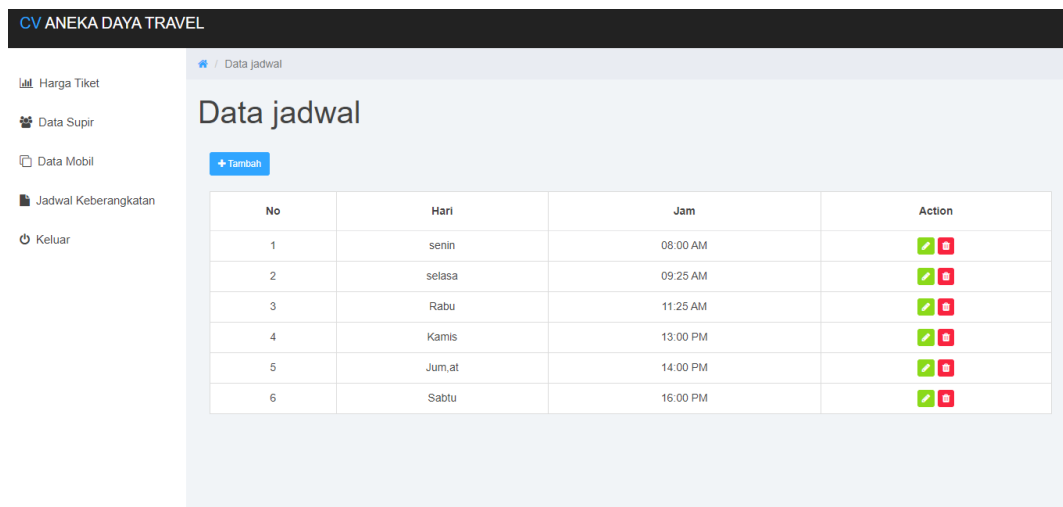 CV ANEKA DAYA TRAVEL
/ Data jadwal
Harga Tiket
Data Supir
Data Mobil
Jadwal Keberangkatan
Keluar
Data jadwal
+ Tambah
No Hari Jam Action
1 senin 08:00 AM
2 selasa 09:25 AM
3 Rabu 11:25 AM
4 Kamis 13:00 PM
5 Jum,at 14:00 PM
6 Sabtu 16:00 PM